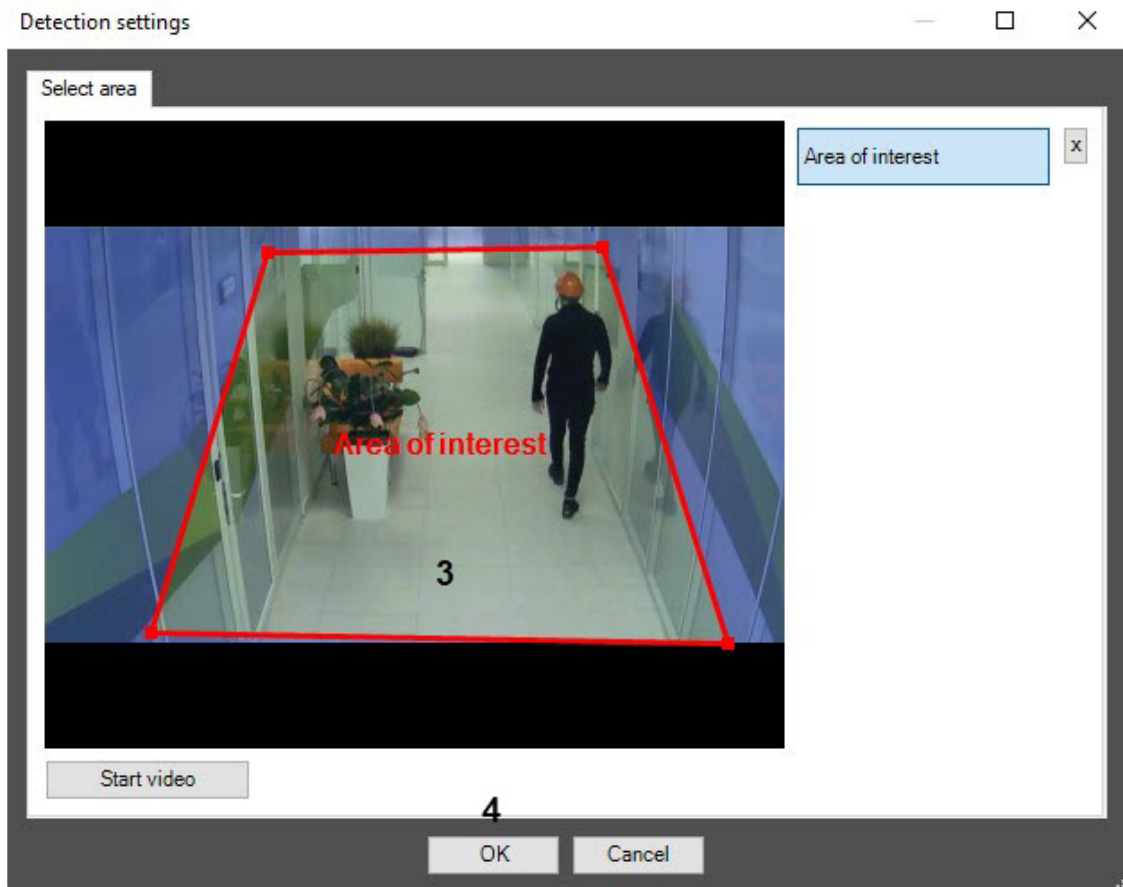 Detection settings
Select area
Area of interest
x
Area of interest
3
Start video
4
OK
Cancel